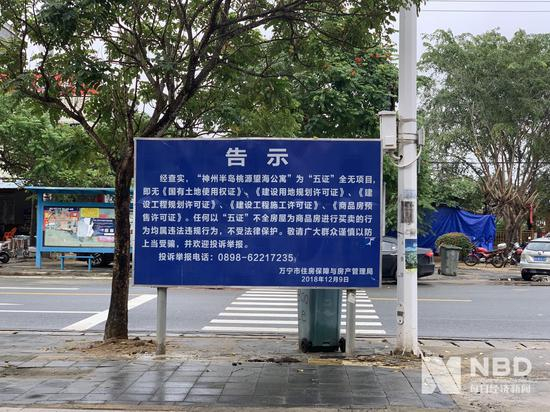 告示
经查实，“神州半岛桃源望海公寓”为“五证”全无项目，
即无《国有土地使用权证》、《建设用地规划许可证》、《建
设工程规划许可证》、《建设工程施工许可证》、《商品房预
售许可证》。任何以“五证”不全房屋为商品房进行买卖的行
为均属违法违规行为，不受法律保护。敬请广大群众谨慎以防
上当受骗，并欢迎投诉举报。
投诉举报电话：0898-62217235
万宁市住房保障与房产管理局
2018年12月9日
NBD
每日经济新闻